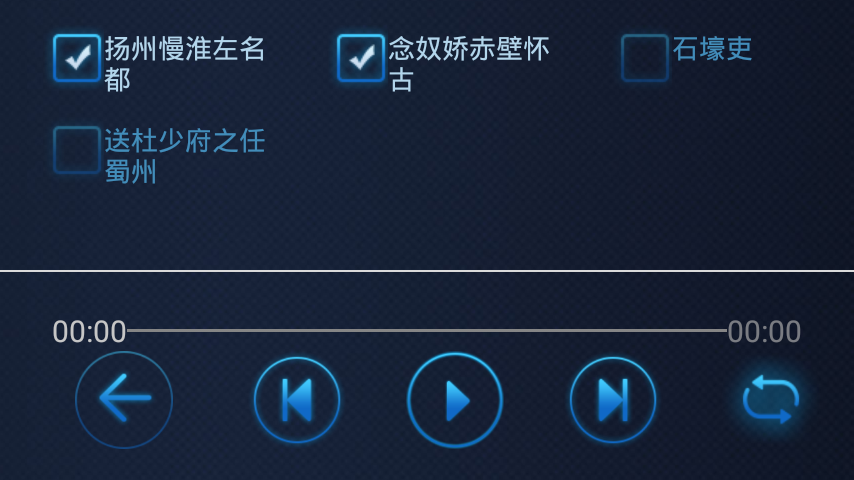 扬州慢淮左名
都
念奴娇赤壁怀
古
石壕吏
送杜少府之任
蜀州
00:00
00:00